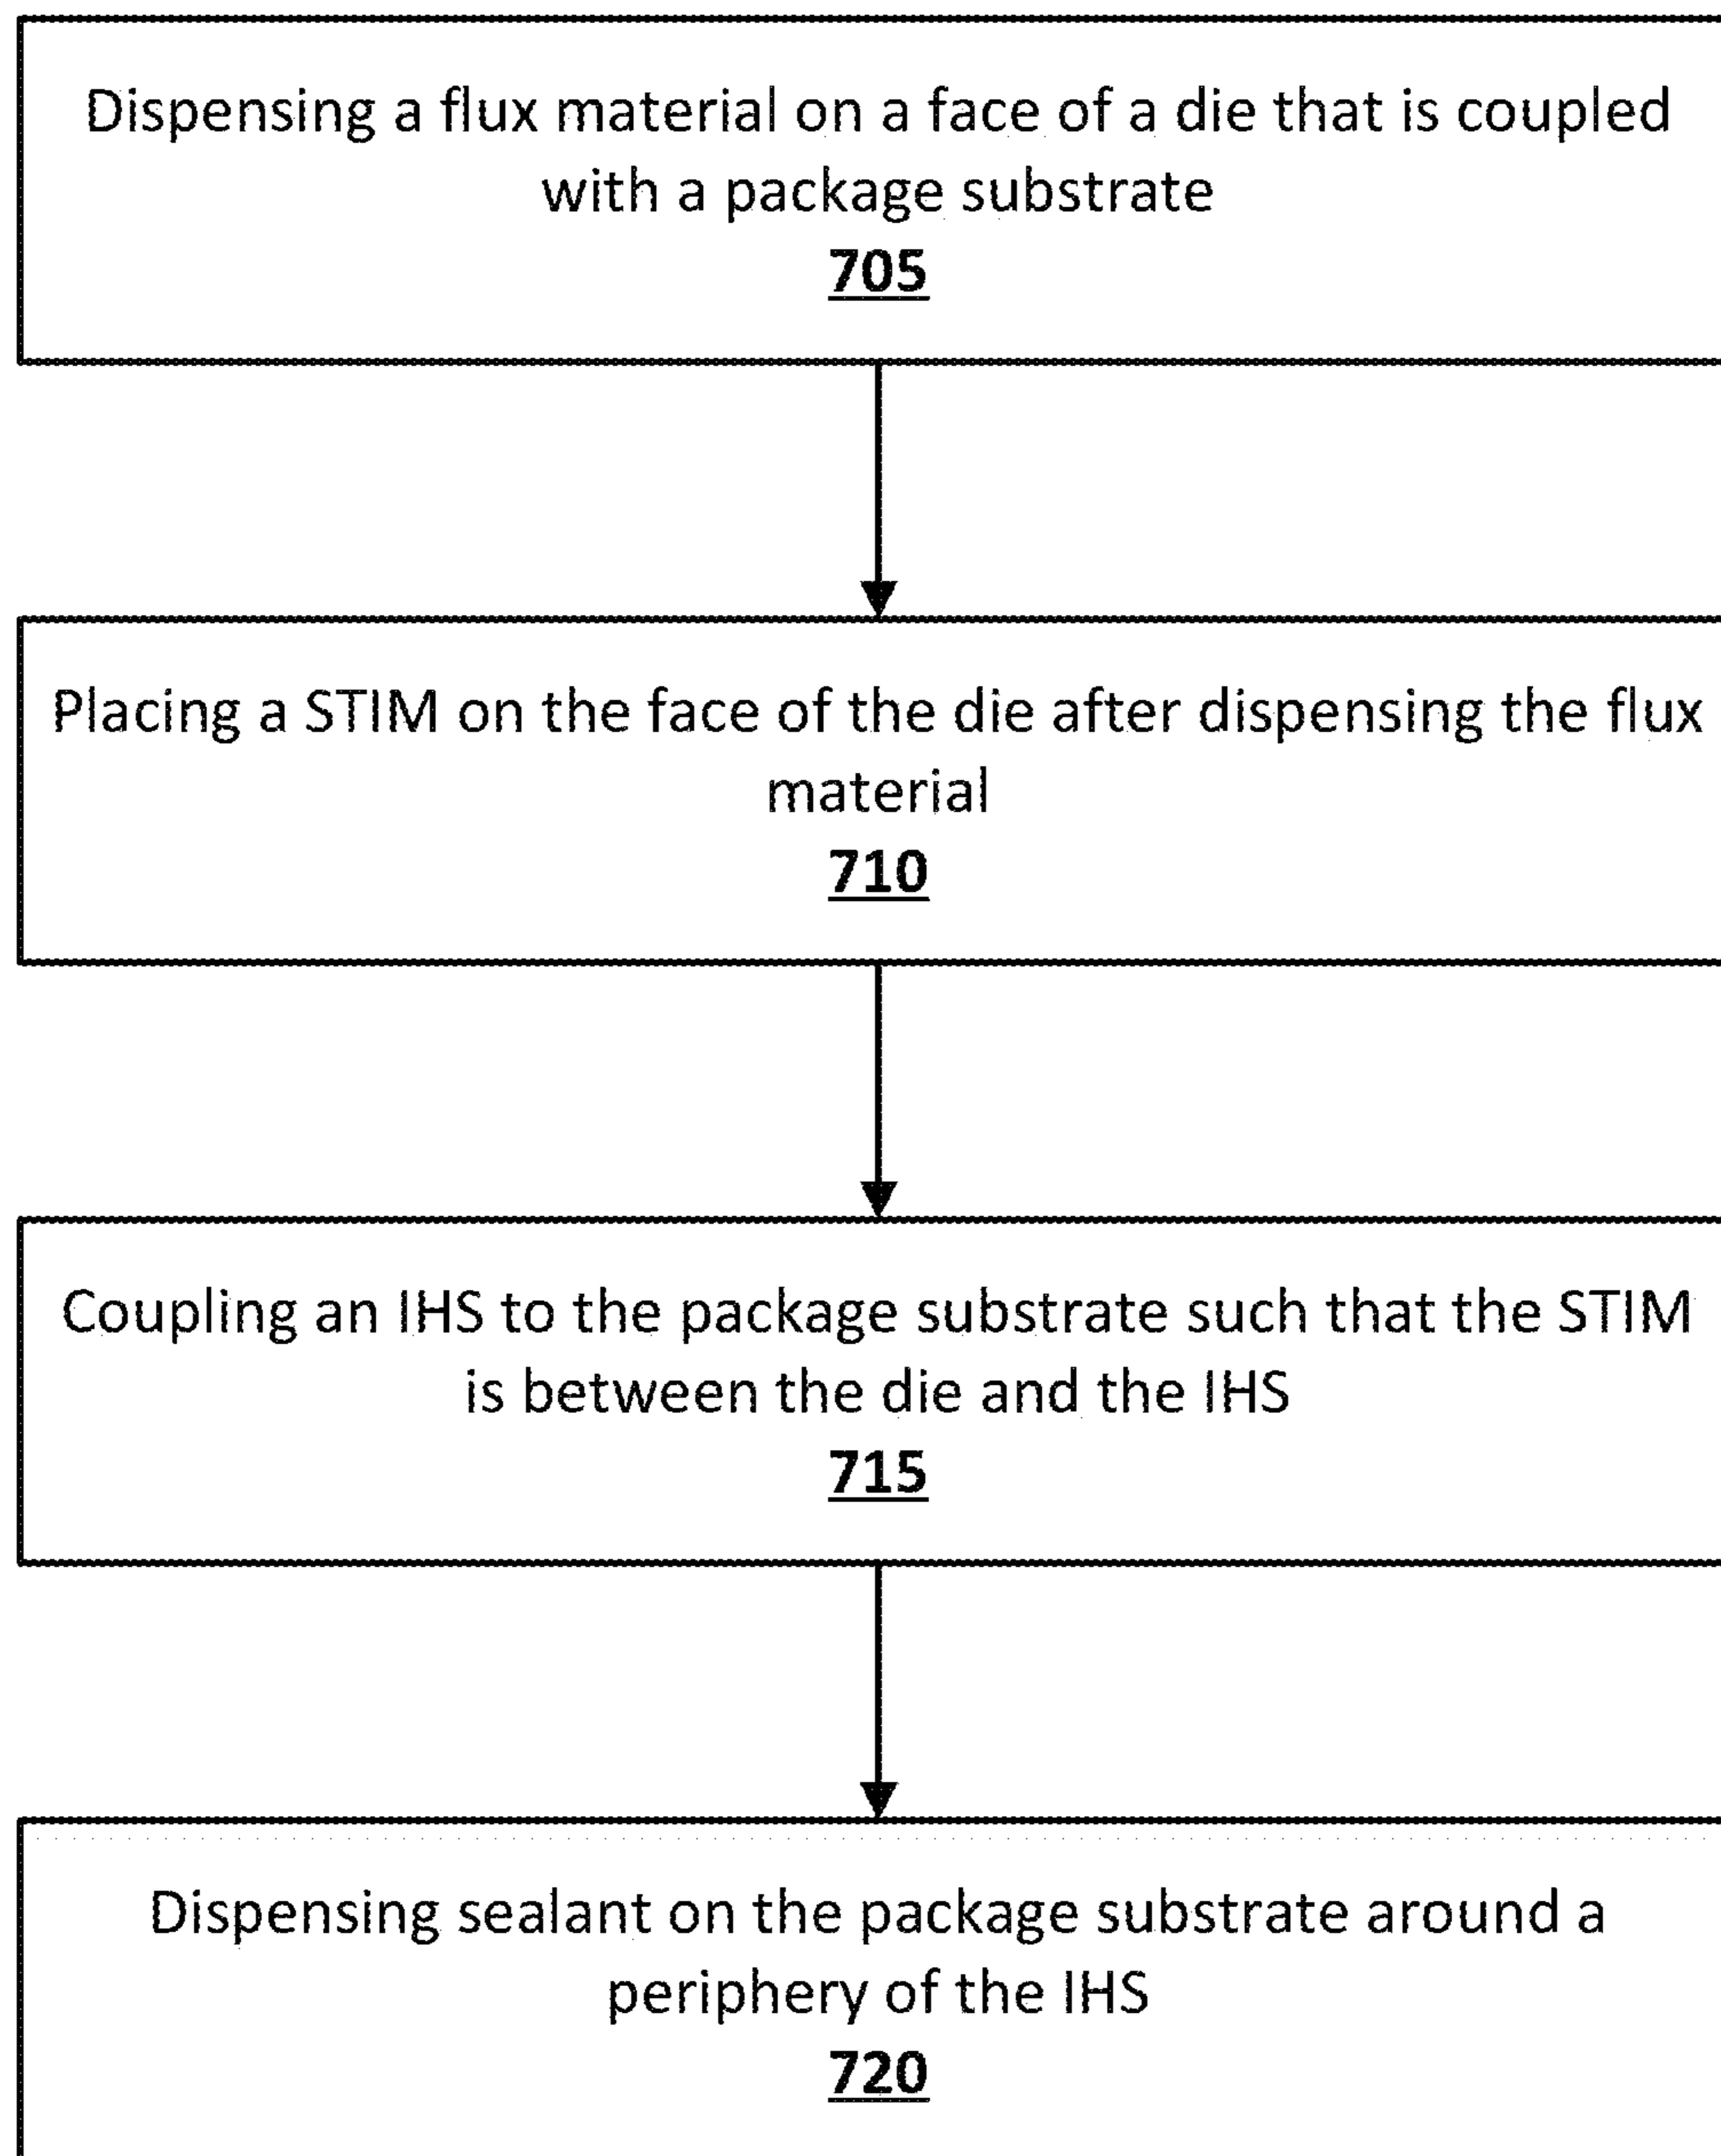 Dispensing a flux material on a face of a die that is coupled
with a package substrate
705
Placing a STIM on the face of the die after dispensing the flux
material
710
Coupling an IHS to the package substrate such that the STIM
is between the die and the IHS
715
Dispensing sealant on the package substrate around a
periphery of the IHS
720